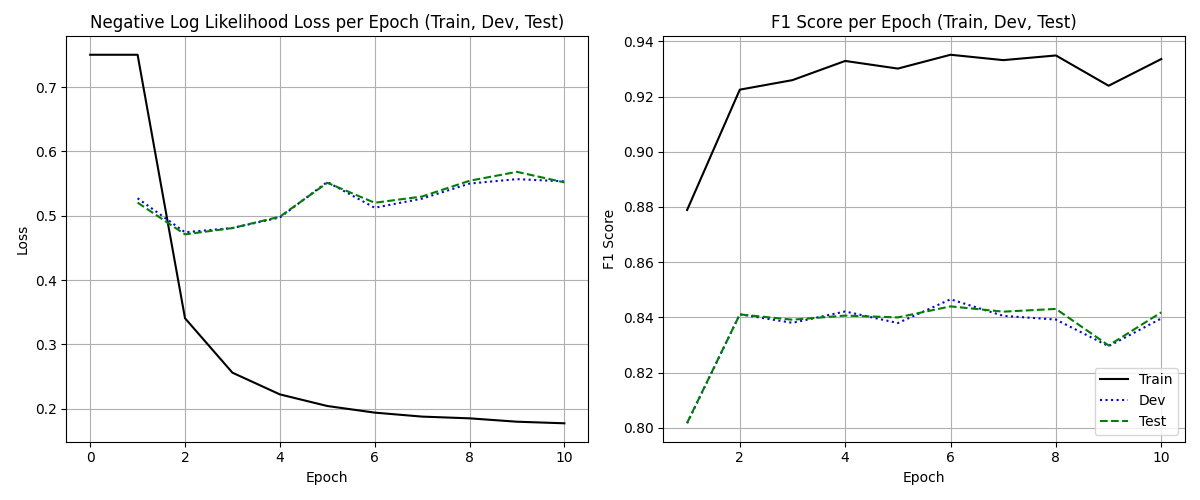 Negative Log Likelihood Loss per Epoch (Train, Dev, Test)
0.7
0.6
0.5
0.4
0.3
0.2
Loss
0 2 4 6 8 10
Epoch
F1 Score per Epoch (Train, Dev, Test)
0.94
0.92
0.90
0.88
0.86
0.84
0.82
0.80
F1 Score
2 4 6 8 10
Epoch
Train
Dev
Test